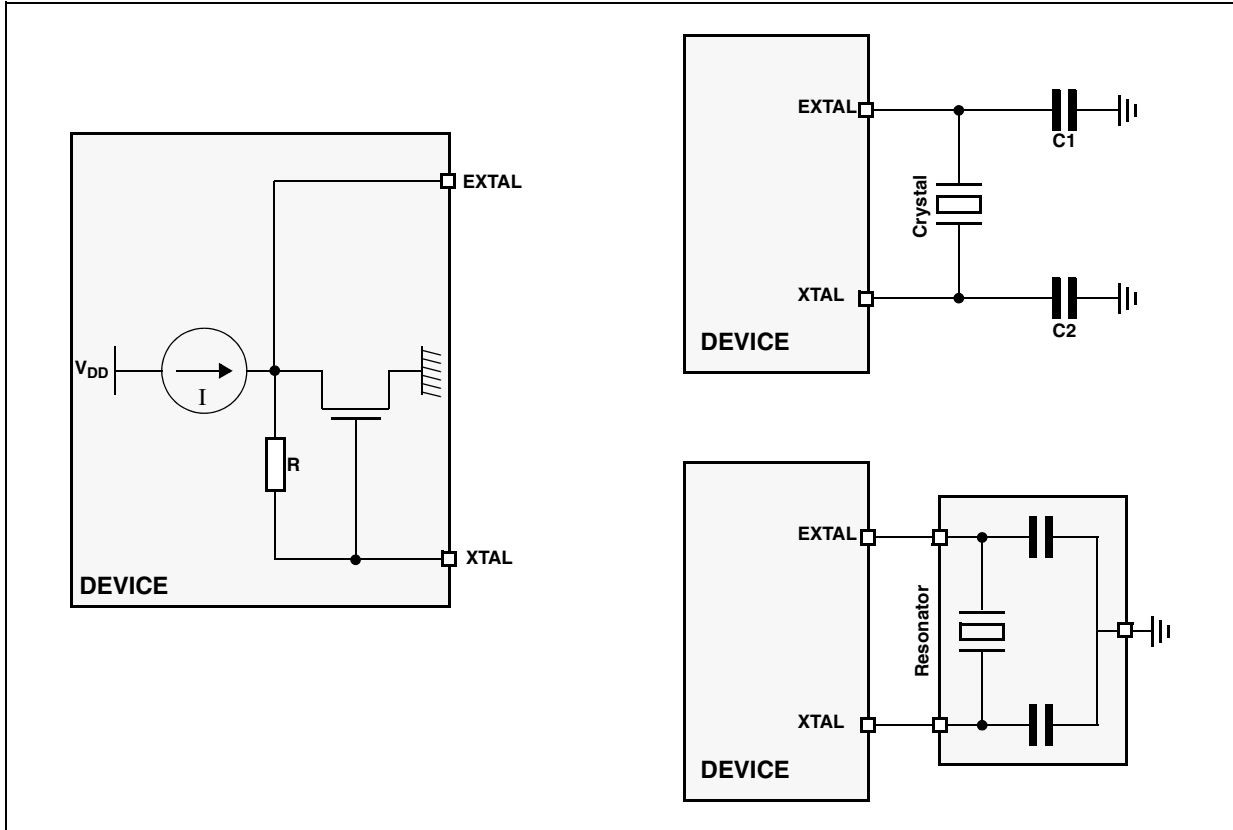 EXTAL
VDD
I
R
XTAL
DEVICE
EXTAL
C1
Crystal
XTAL
C2
DEVICE
EXTAL
Resonator
XTAL
DEVICE